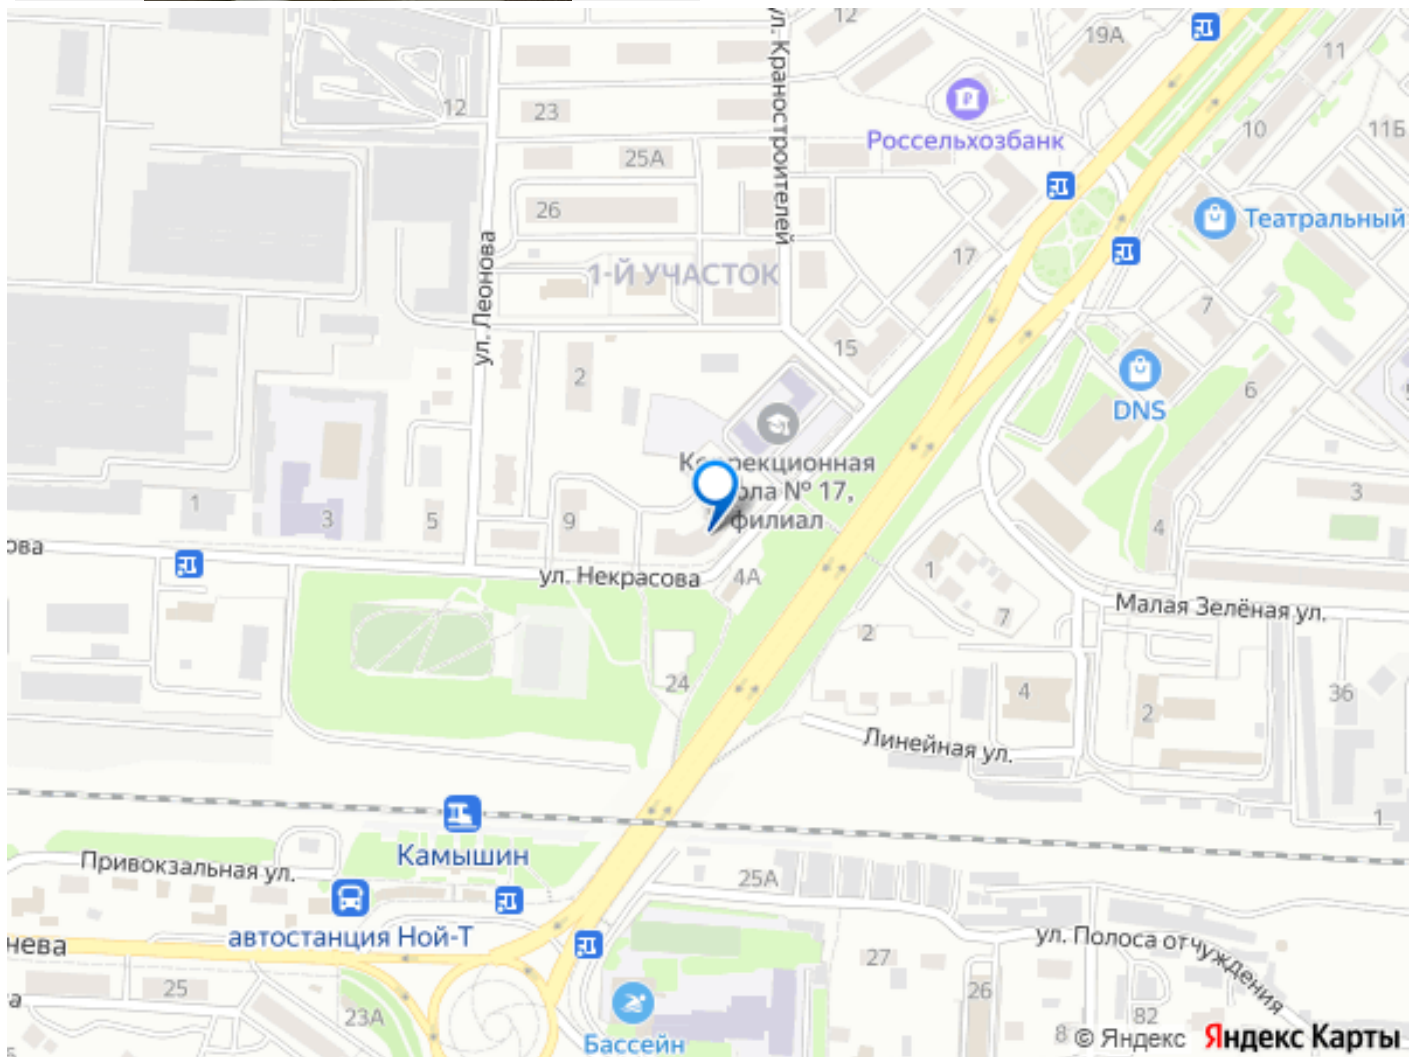 12
19А
11
ул. Краностроителей
12
23
Россельхозбанк
10
11Б
25А
26
Театральный
17
1-Й УЧАСТОК
ул. Леонова
7
15
2
DNS
6
Коррекционная
школа № 17,
филиал
3
1
3
5
9
4
ова
ул. Некрасова
4А
1
7
Малая Зелёная ул.
2
24
4
2
36
Линейная ул.
1
Камышин
Привокзальная ул.
25А
автостанция Ной-Т
нева
ул. Полоса отчуждения
27
25
26
а
23А
82
8
Бассейн
© Яндекс Яндекс Карты